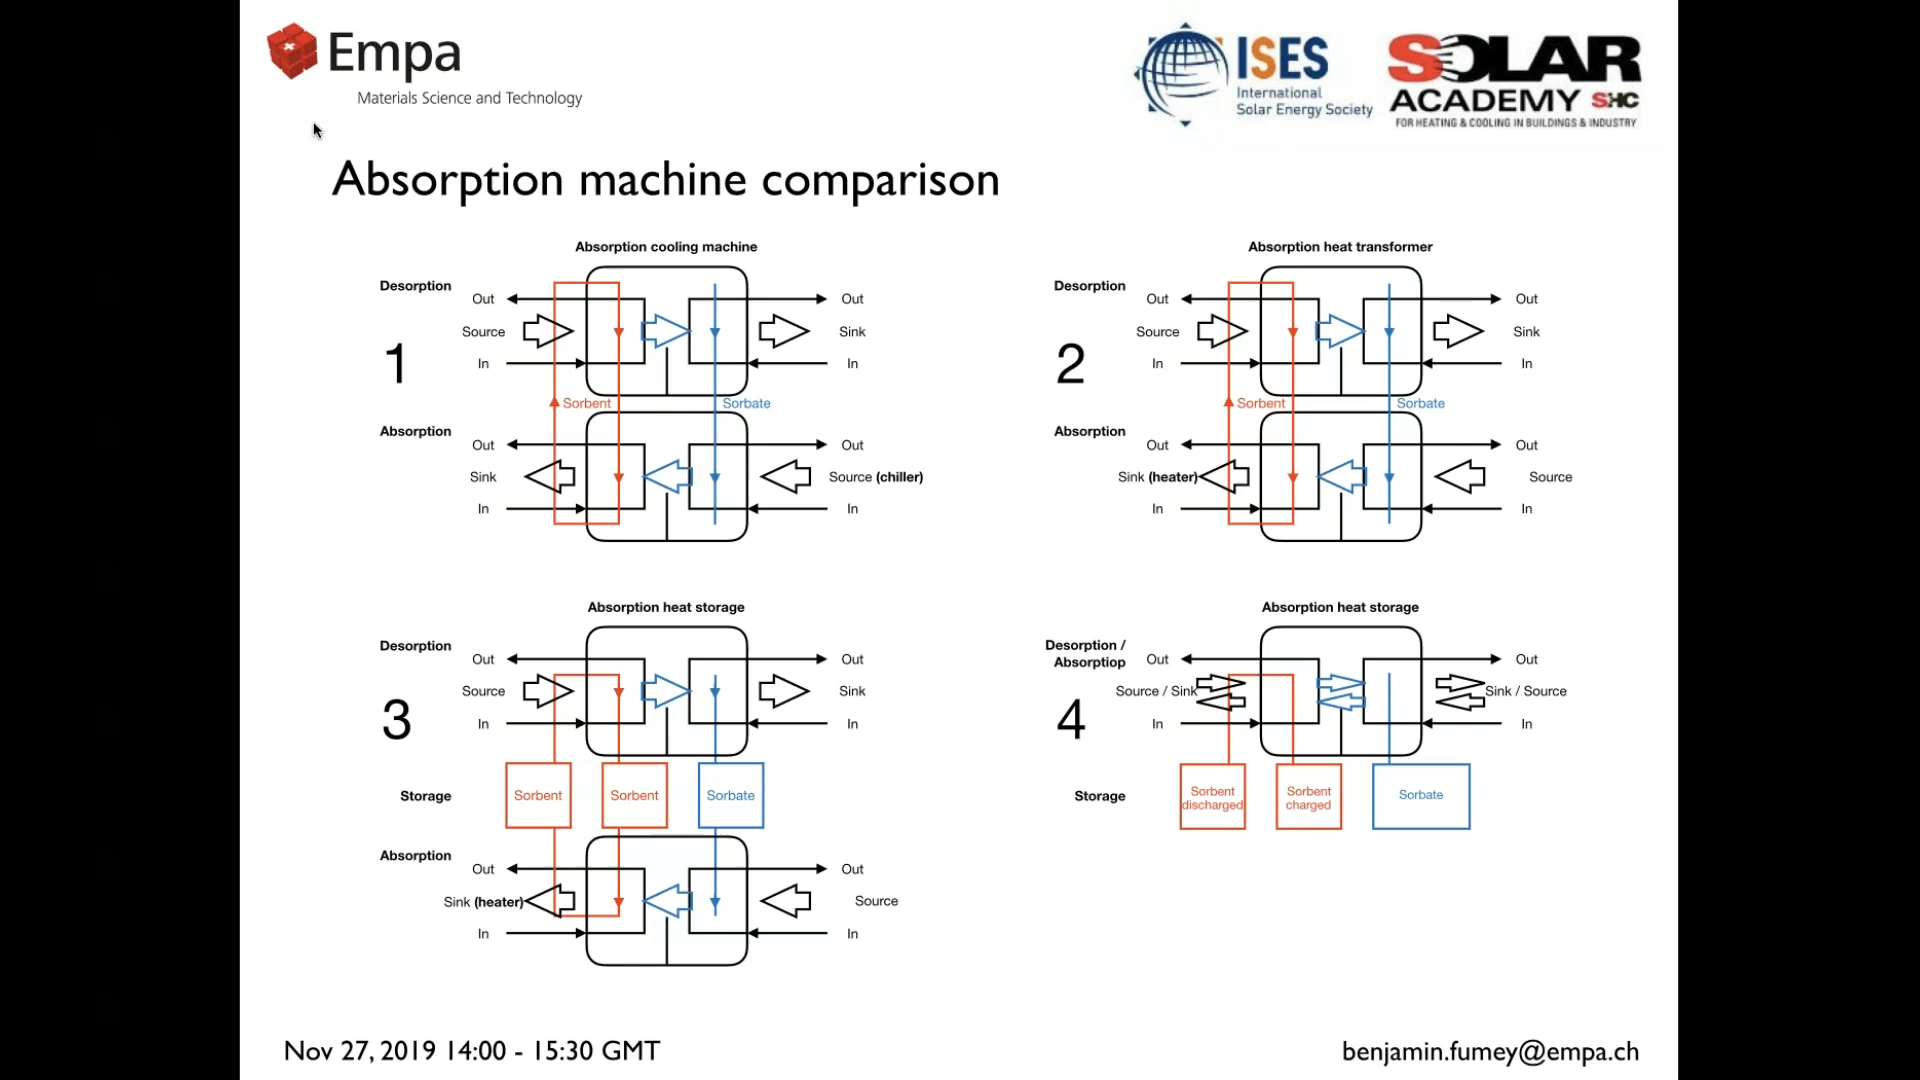 Empa
Materials Science and Technology
ISES
International
Solar Energy Society
SOLAR
ACADEMY SHC
FOR HEATING & COOLING IN BUILDINGS & INDUSTRY
Absorption machine comparison
Absorption cooling machine
Desorption
Out
Out
Source
Sink
1
In
In
Sorbent
Sorbate
Absorption
Out
Out
Sink
Source (chiller)
In
In
Absorption heat transformer
Desorption
Out
Out
Source
Sink
2
In
In
Sorbent
Sorbate
Absorption
Out
Out
Sink (heater)
Source
In
In
Absorption heat storage
Desorption
Out
Out
Source
Sink
3
In
In
Storage
Sorbent
Sorbent
Sorbate
Absorption
Out
Out
Sink (heater)
Source
In
In
Absorption heat storage
Desorption /
Absorptiop
Out
Out
Source / Sink
Sink / Source
4
In
In
Storage
Sorbent
discharged
Sorbent
charged
Sorbate
Nov 27, 2019 14:00 - 15:30 GMT
benjamin.fumey@empa.ch